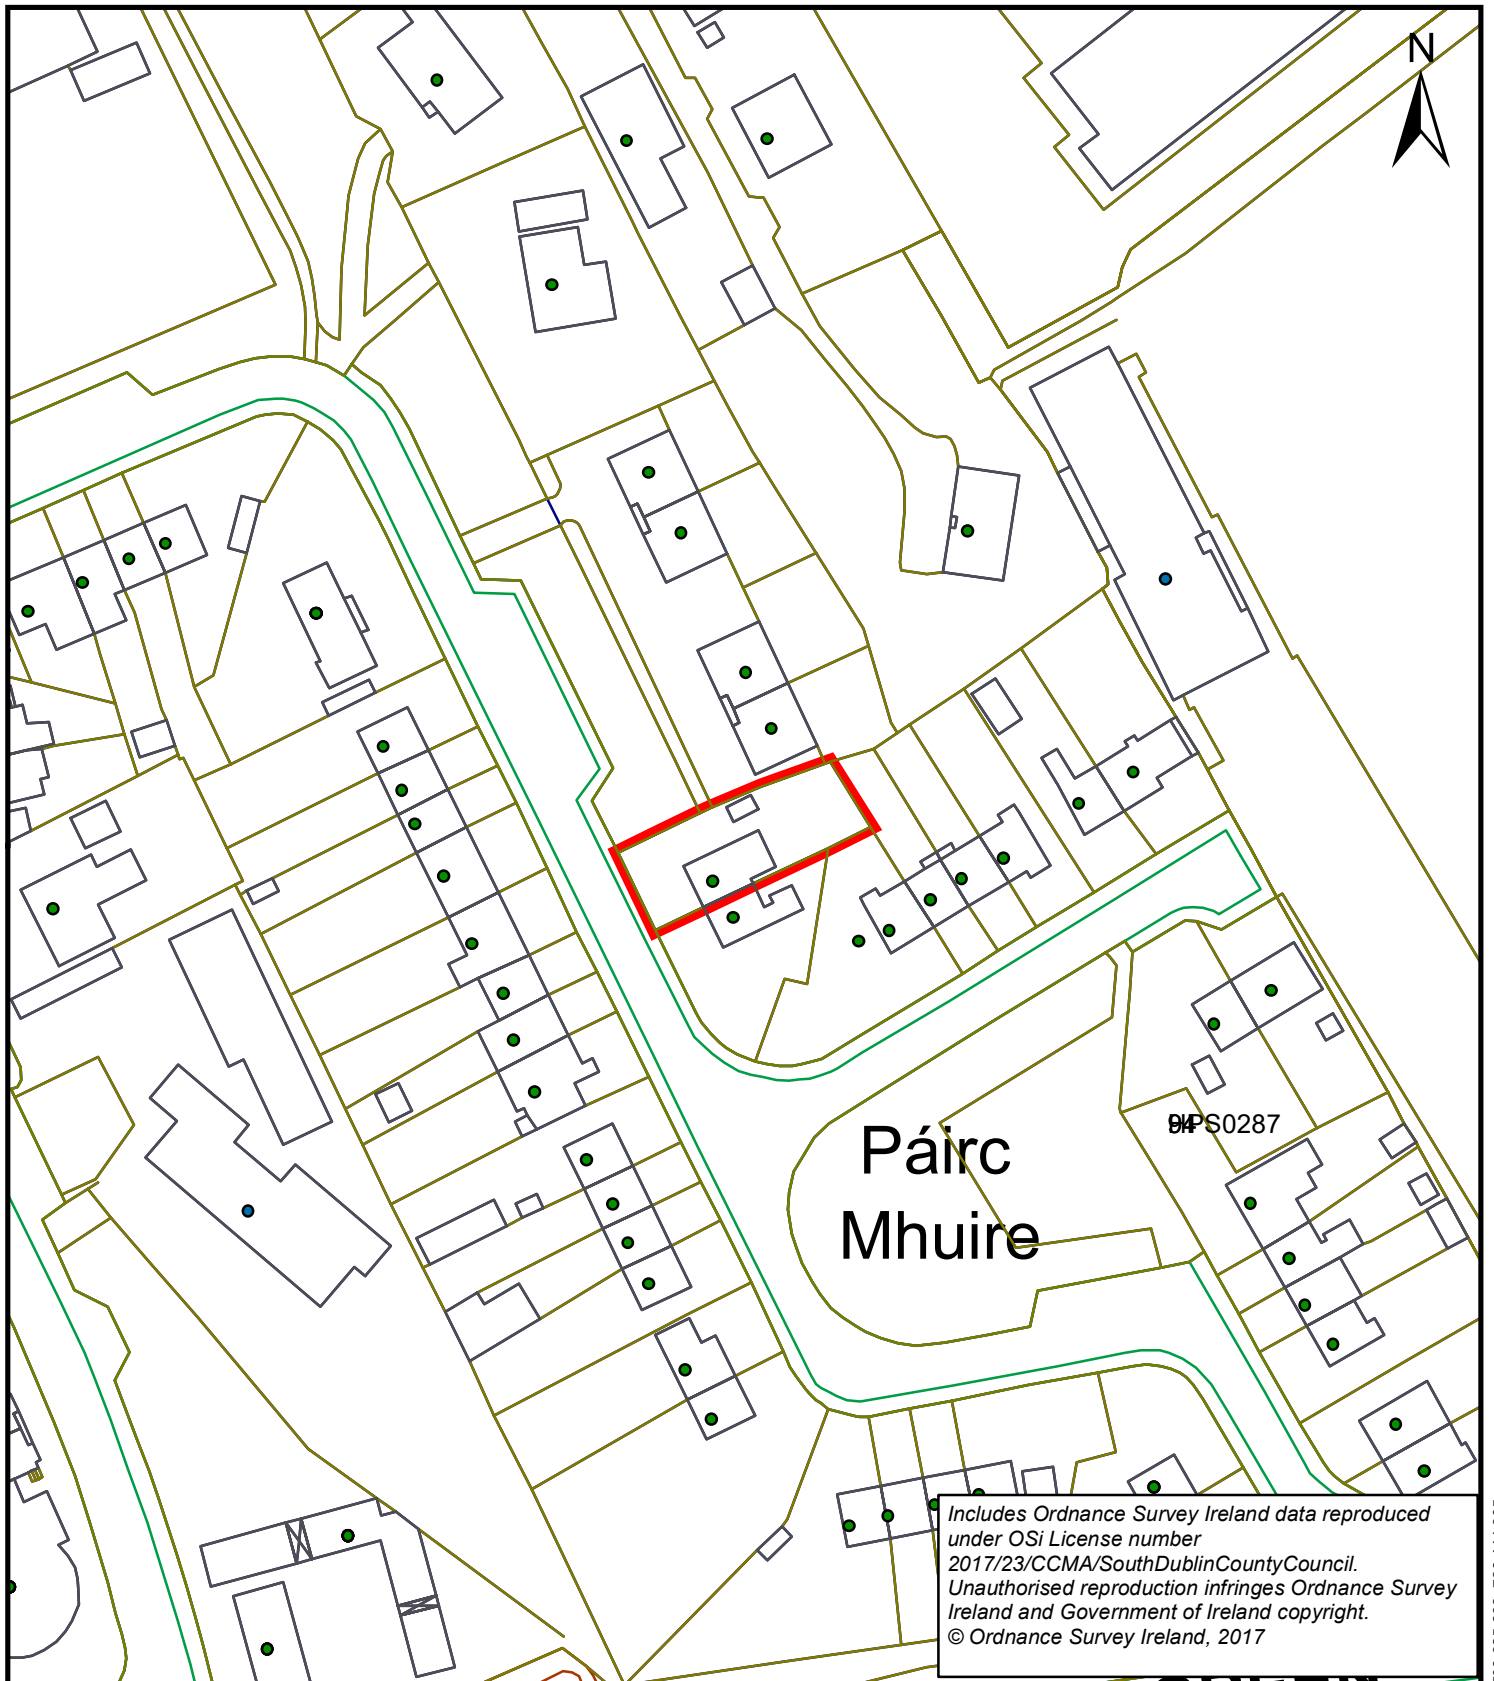 N
Páirc
Mhuire
Includes Ordnance Survey Ireland data reproduced
under OSi License number
2017/23/CCMA/SouthDublinCountyCouncil.
Unauthorised reproduction infringes Ordnance Survey
Ireland and Government of Ireland copyright.
© Ordnance Survey Ireland, 2017